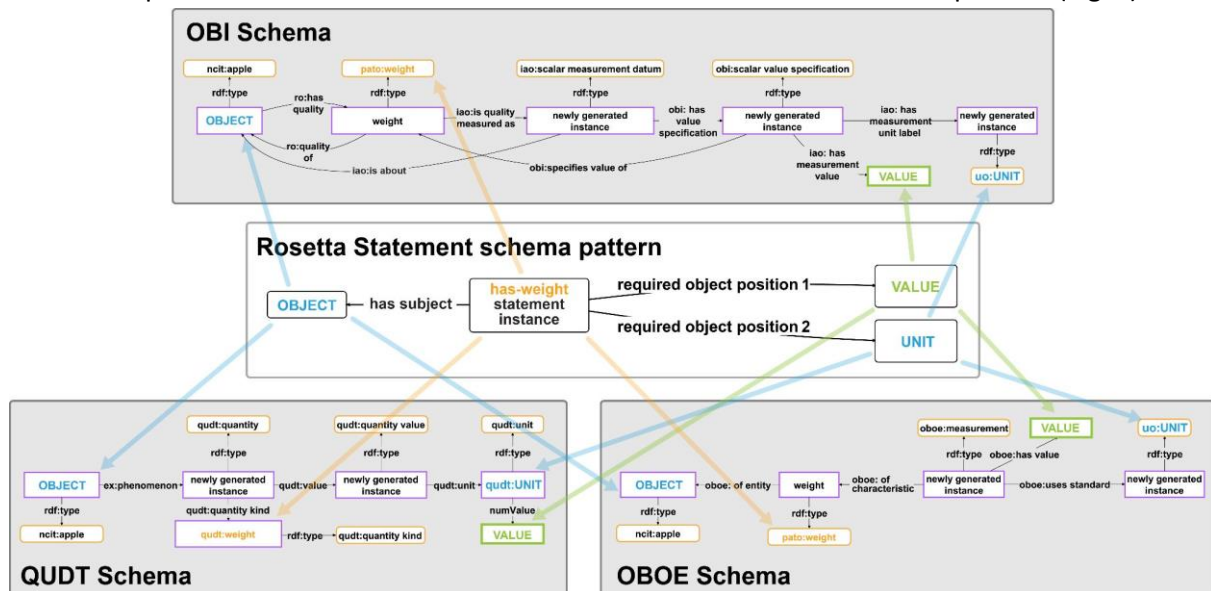 OBI Schema
ncit:apple
pato:weight
iao:scalar measurement datum
obi:scalar value specification
rdf:type
rdf:type
rdf:type
rdf:type
ro:has
quality
OBJECT
weight
iao:is quality
measured as
newly generated
instance
obi: has
value
specification
newly generated
instance
iao: has
measurement
unit label
newly generated
instance
ro:quality
of
iao:is about
obi:specifies value of
iao: has
measurement
value
rdf:type
VALUE
uo:UNIT
Rosetta Statement schema pattern
OBJECT
has subject
has-weight
statement
instance
required object position 1
VALUE
required object position 2
UNIT
qudt:quantity
qudt:quantity value
qudt:unit
rdf:type
rdf:type
rdf:type
OBJECT
ex:phenomenon
newly generated
instance
qudt:value
newly generated
instance
qudt:unit
qudt:UNIT
rdf:type
qudt:quantity kind
numValue
ncit:apple
qudt:weight
rdf:type
qudt:quantity kind
VALUE
QUDT Schema
oboe:measurement
VALUE
uo:UNIT
rdf:type
oboe:has value
rdf:type
OBJECT
oboe: of entity
weight
oboe: of
characteristic
newly generated
instance
oboe:uses standard
newly generated
instance
rdf:type
rdf:type
ncit:apple
pato:weight
OBOE Schema